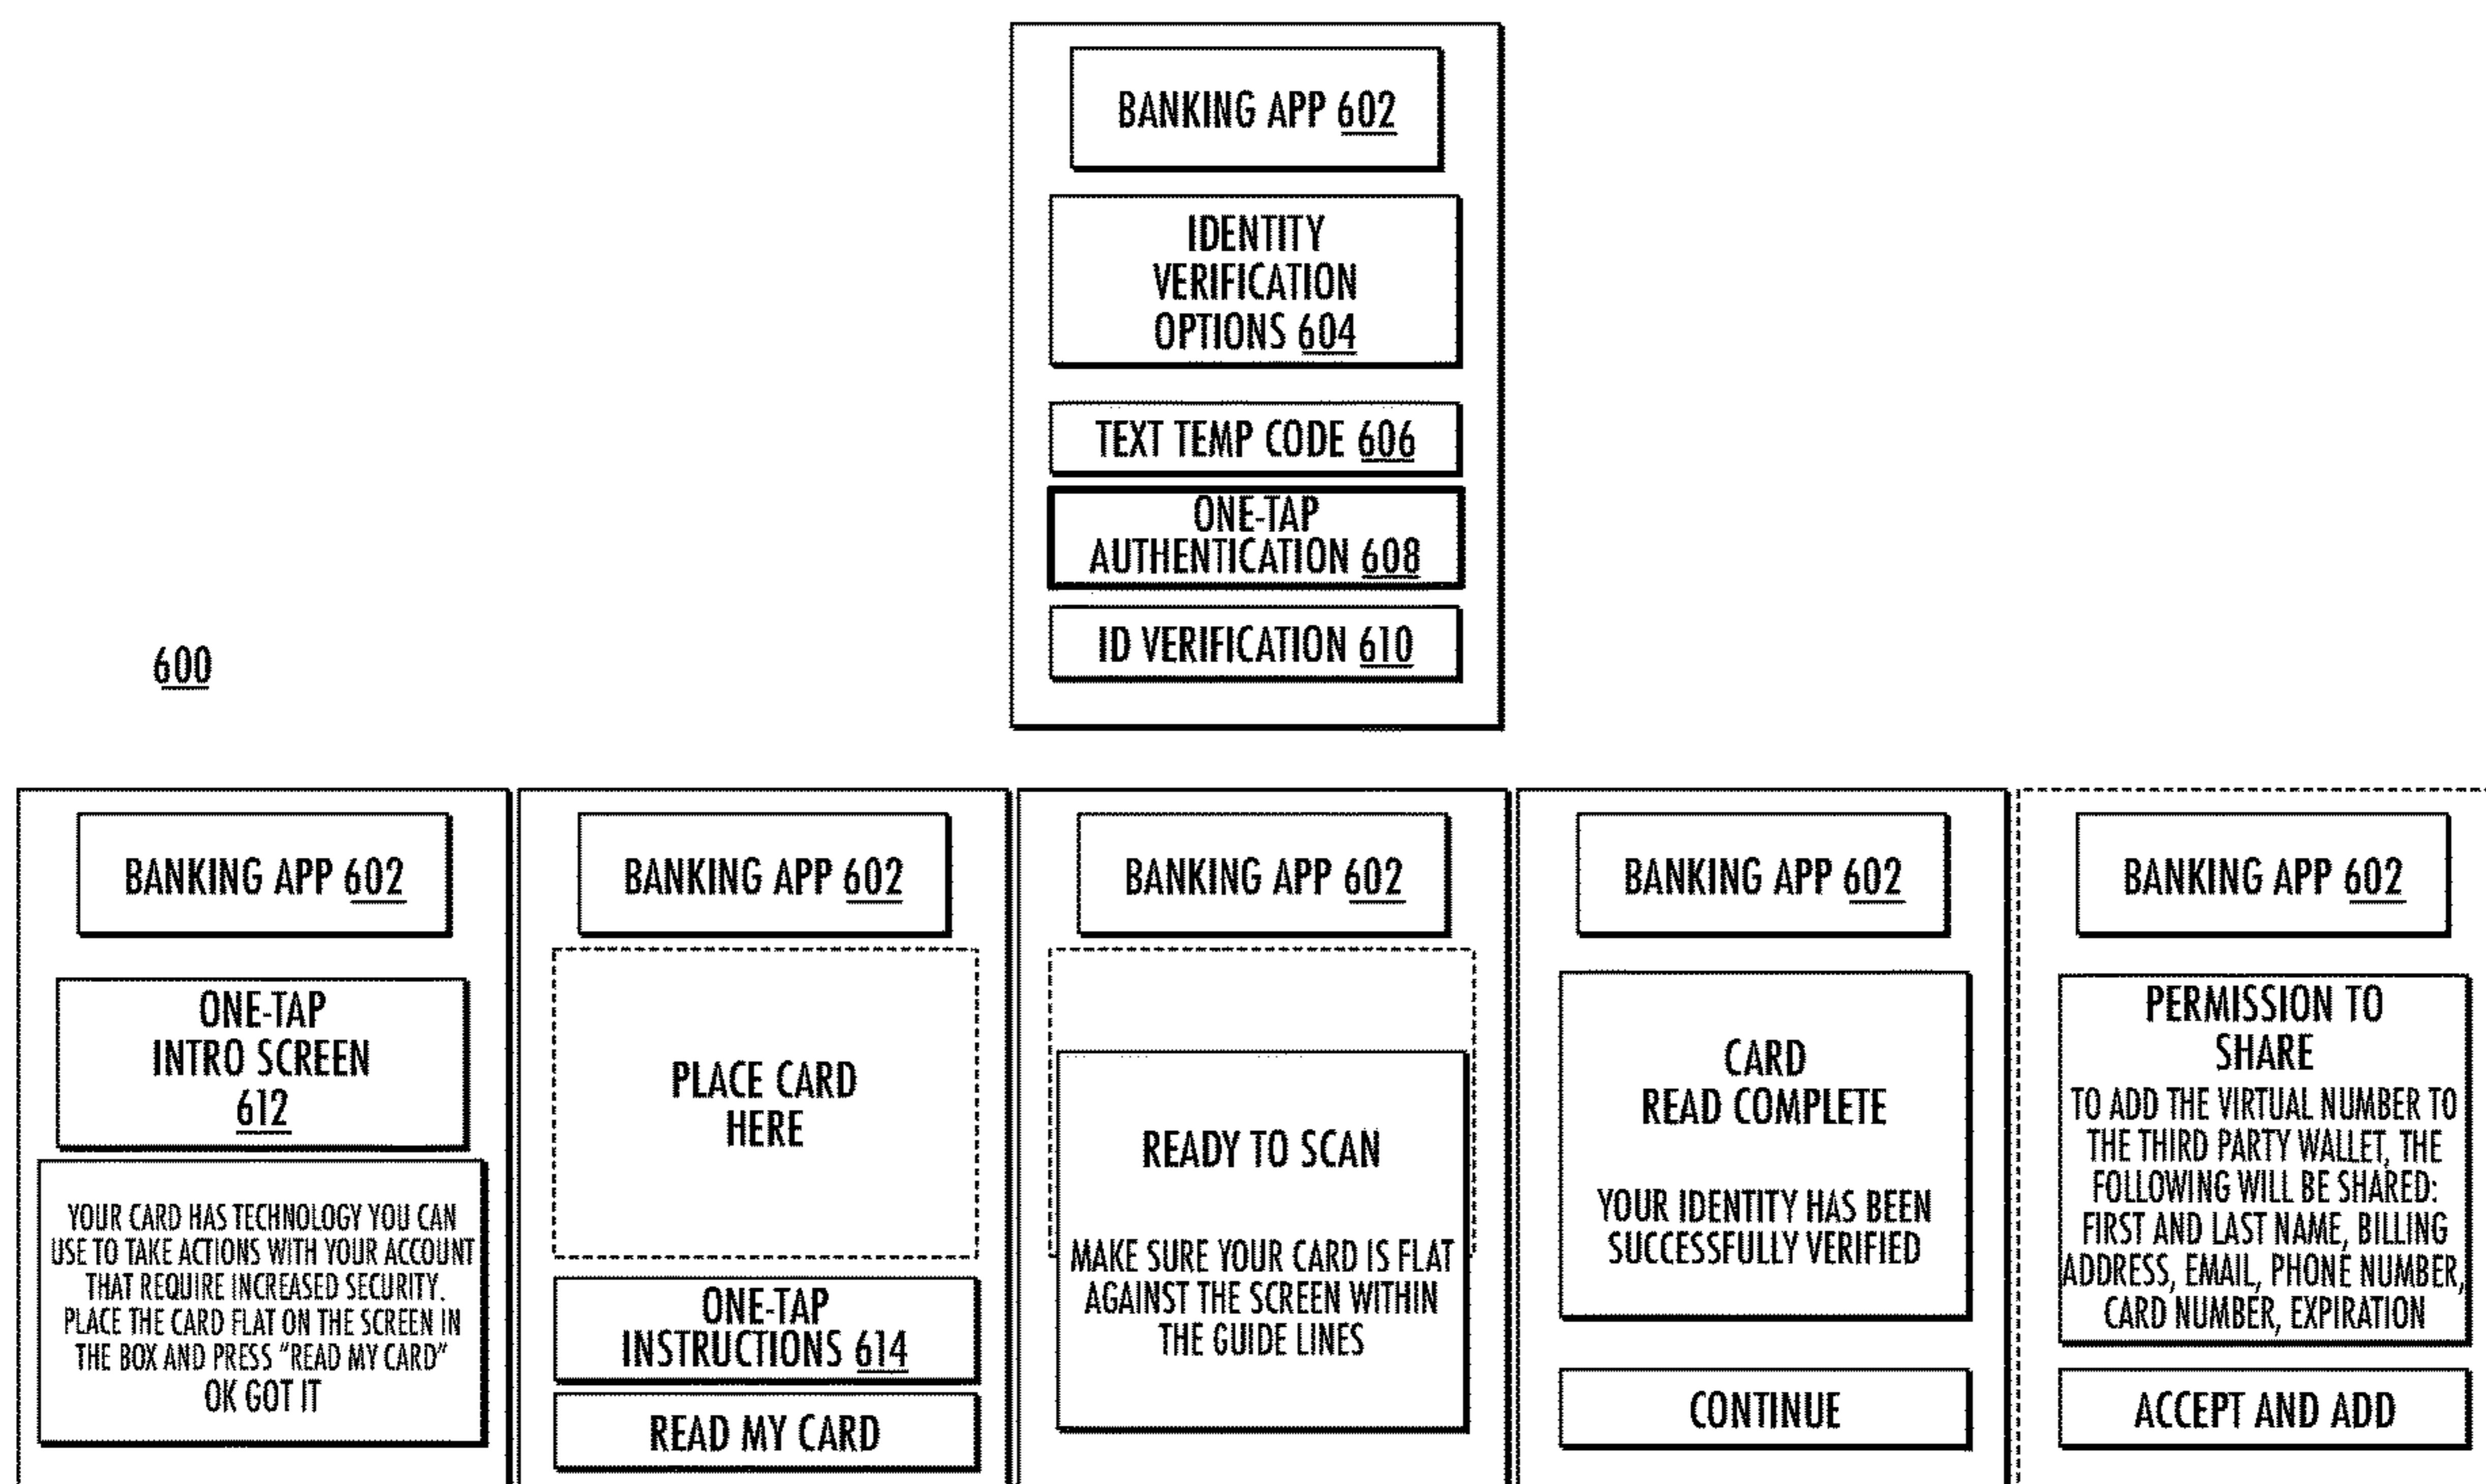 BANKING APP 602
IDENTITY
VERIFICATION
OPTIONS 604
TEXT TEMP CODE 606
ONE-TAP
AUTHENTICATION 608
ID VERIFICATION 610
600
BANKING APP 602
ONE-TAP
INTRO SCREEN
612
YOUR CARD HAS TECHNOLOGY YOU CAN
USE TO TAKE ACTIONS WITH YOUR ACCOUNT
THAT REQUIRE INCREASED SECURITY.
PLACE THE CARD FLAT ON THE SCREEN IN
THE BOX AND PRESS "READ MY CARD"
OK GOT IT
BANKING APP 602
PLACE CARD
HERE
ONE-TAP
INSTRUCTIONS 614
READ MY CARD
BANKING APP 602
READY TO SCAN
MAKE SURE YOUR CARD IS FLAT
AGAINST THE SCREEN WITHIN
THE GUIDE LINES
BANKING APP 602
CARD
READ COMPLETE
YOUR IDENTITY HAS BEEN
SUCCESSFULLY VERIFIED
CONTINUE
BANKING APP 602
PERMISSION TO
SHARE
TO ADD THE VIRTUAL NUMBER TO
THE THIRD PARTY WALLET, THE
FOLLOWING WILL BE SHARED:
FIRST AND LAST NAME, BILLING
ADDRESS, EMAIL, PHONE NUMBER,
CARD NUMBER, EXPIRATION
ACCEPT AND ADD